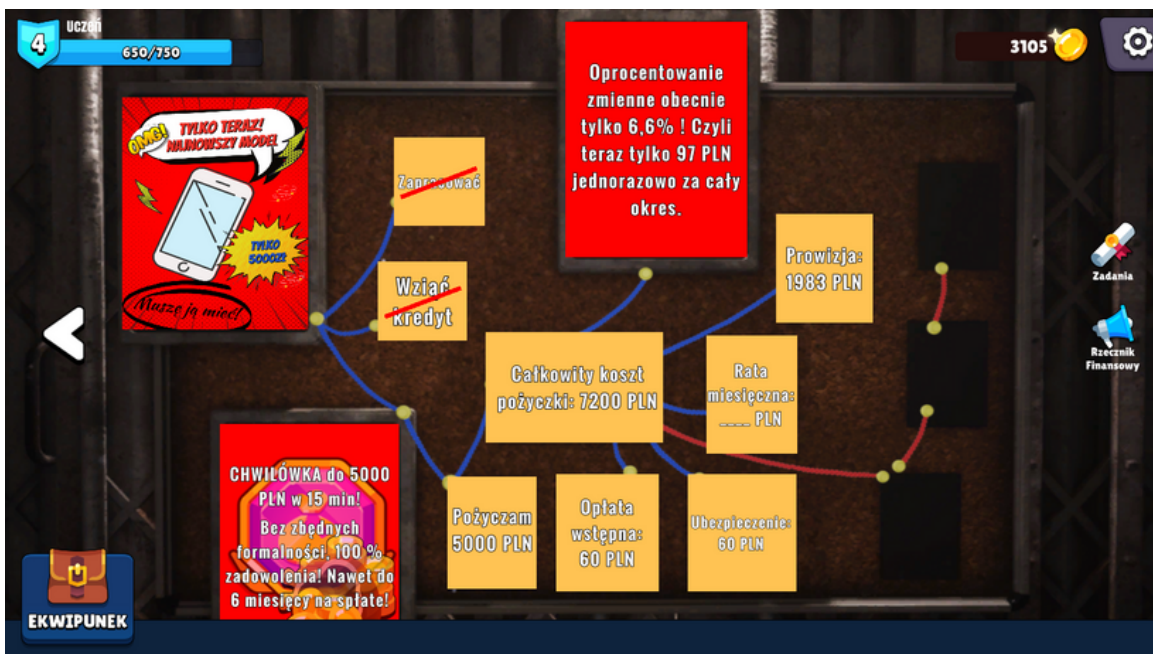 4
Uczeń
650/750
3105
OMG!
TYLKO TERAZ!
NAJNOWSZY MODEL
TYLKO
5000ZŁ
Muszę ją mieć!
Zapracować
Wziąć
kredyt
Oprocentowanie
zmienne obecnie
tylko 6,6% ! Czyli
teraz tylko 97 PLN
jednorazowo za cały
okres.
Prowizja:
1983 PLN
Zadania
Rzecznik
Finansowy
Całkowity koszt
pożyczki: 7200 PLN
Rata
miesięczna:
____ PLN
CHWILÓWKA do 5000
PLN w 15 min!
Bez zbędnych
formalności, 100 %
zadowolenia! Nawet do
6 miesięcy na spłate!
Pożyczam
5000 PLN
Opłata
wstępna:
60 PLN
Ubezpieczenie:
60 PLN
EKWIPUNEK